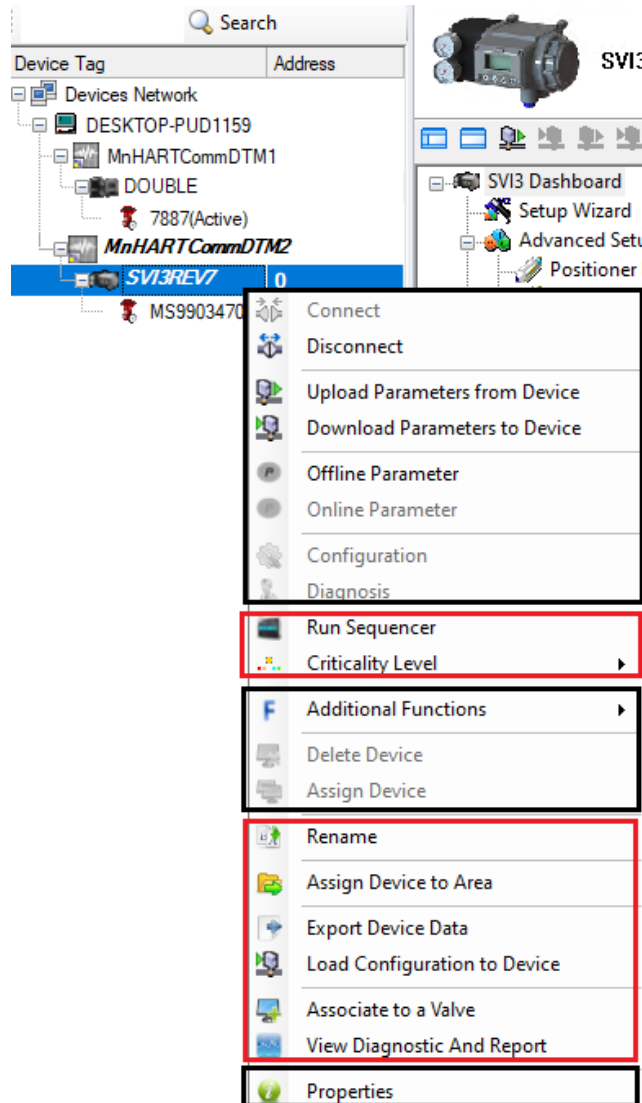 Search
SVI3
Device Tag Address
Devices Network
DESKTOP-PUD1159
MnHARTCommDTM1
DOUBLE
7887(Active)
MnHARTCommDTM2
SVI3REV7 0
MS9903470
SVI3 Dashboard
Setup Wizard
Advanced Setu
Positioner
Connect
Disconnect
Upload Parameters from Device
Download Parameters to Device
P Offline Parameter
P Online Parameter
Configuration
Diagnosis
Run Sequencer
Criticality Level
F Additional Functions
Delete Device
Assign Device
Rename
Assign Device to Area
Export Device Data
Load Configuration to Device
Associate to a Valve
View Diagnostic And Report
Properties